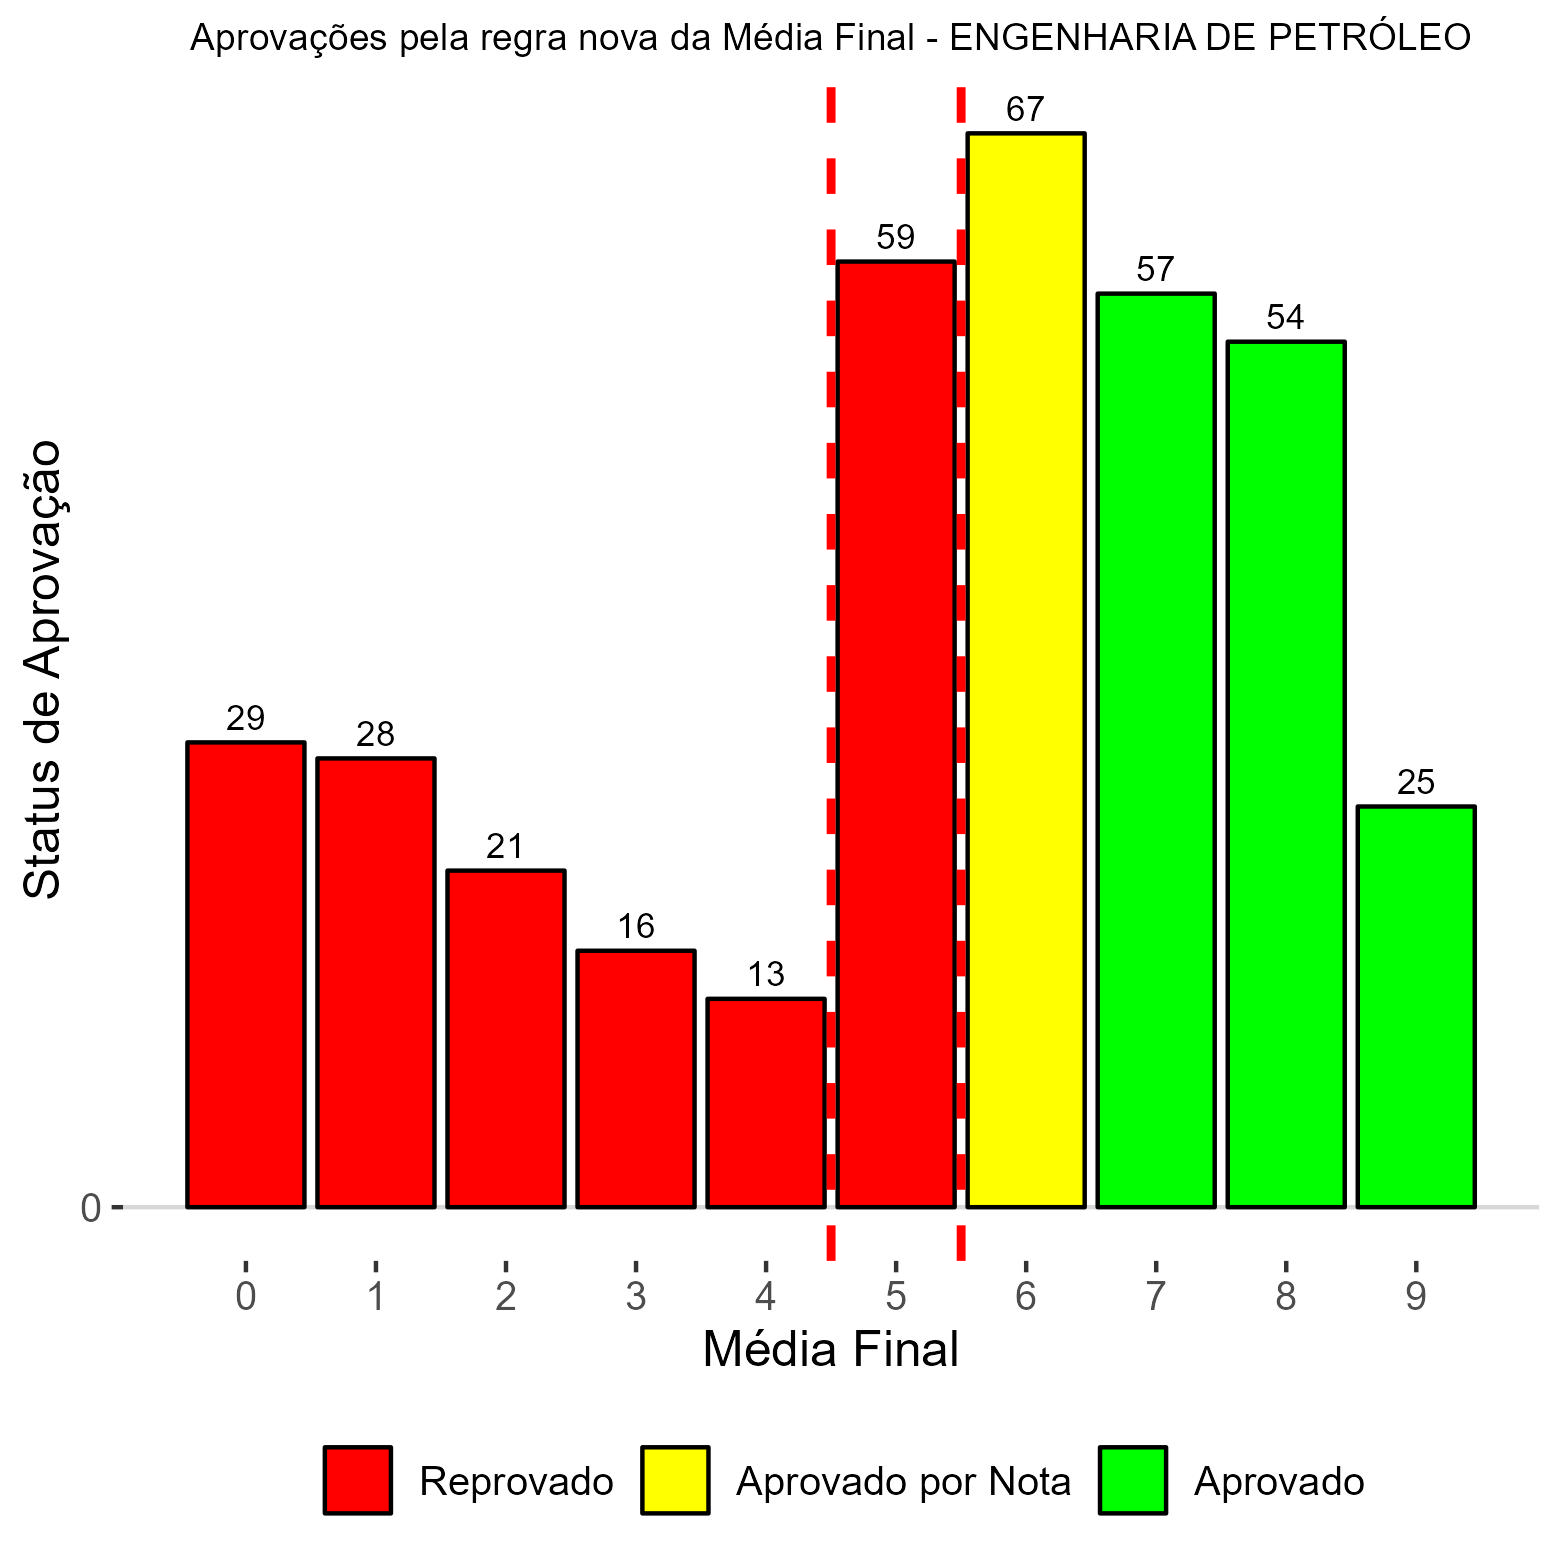 Aprovações pela regra nova da Média Final - ENGENHARIA DE PETRÓLEO
67
59
57
54
29
28
25
21
16
13
Status de Aprovação
0
0 1 2 3 4 5 6 7 8 9
Média Final
Reprovado Aprovado por Nota Aprovado